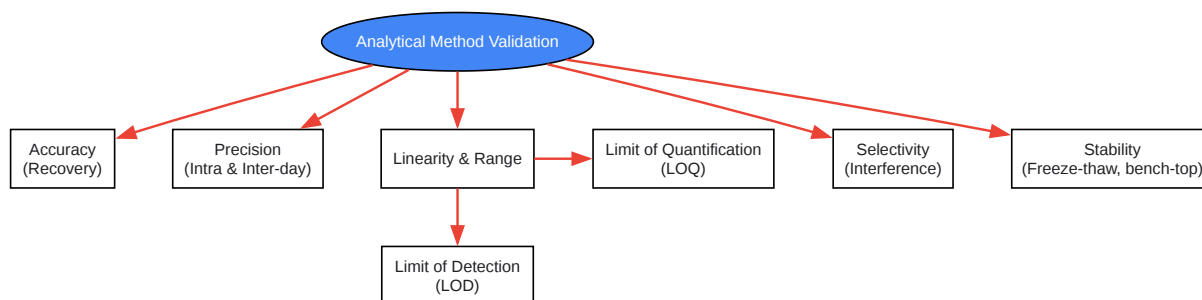 Analytical Method Validation
Accuracy
(Recovery)
Precision
(Intra & Inter-day)
Linearity & Range
Limit of Quantification
(LOQ)
Selectivity
(Interference)
Stability
(Freeze-thaw, bench-top)
Limit of Detection
(LOD)